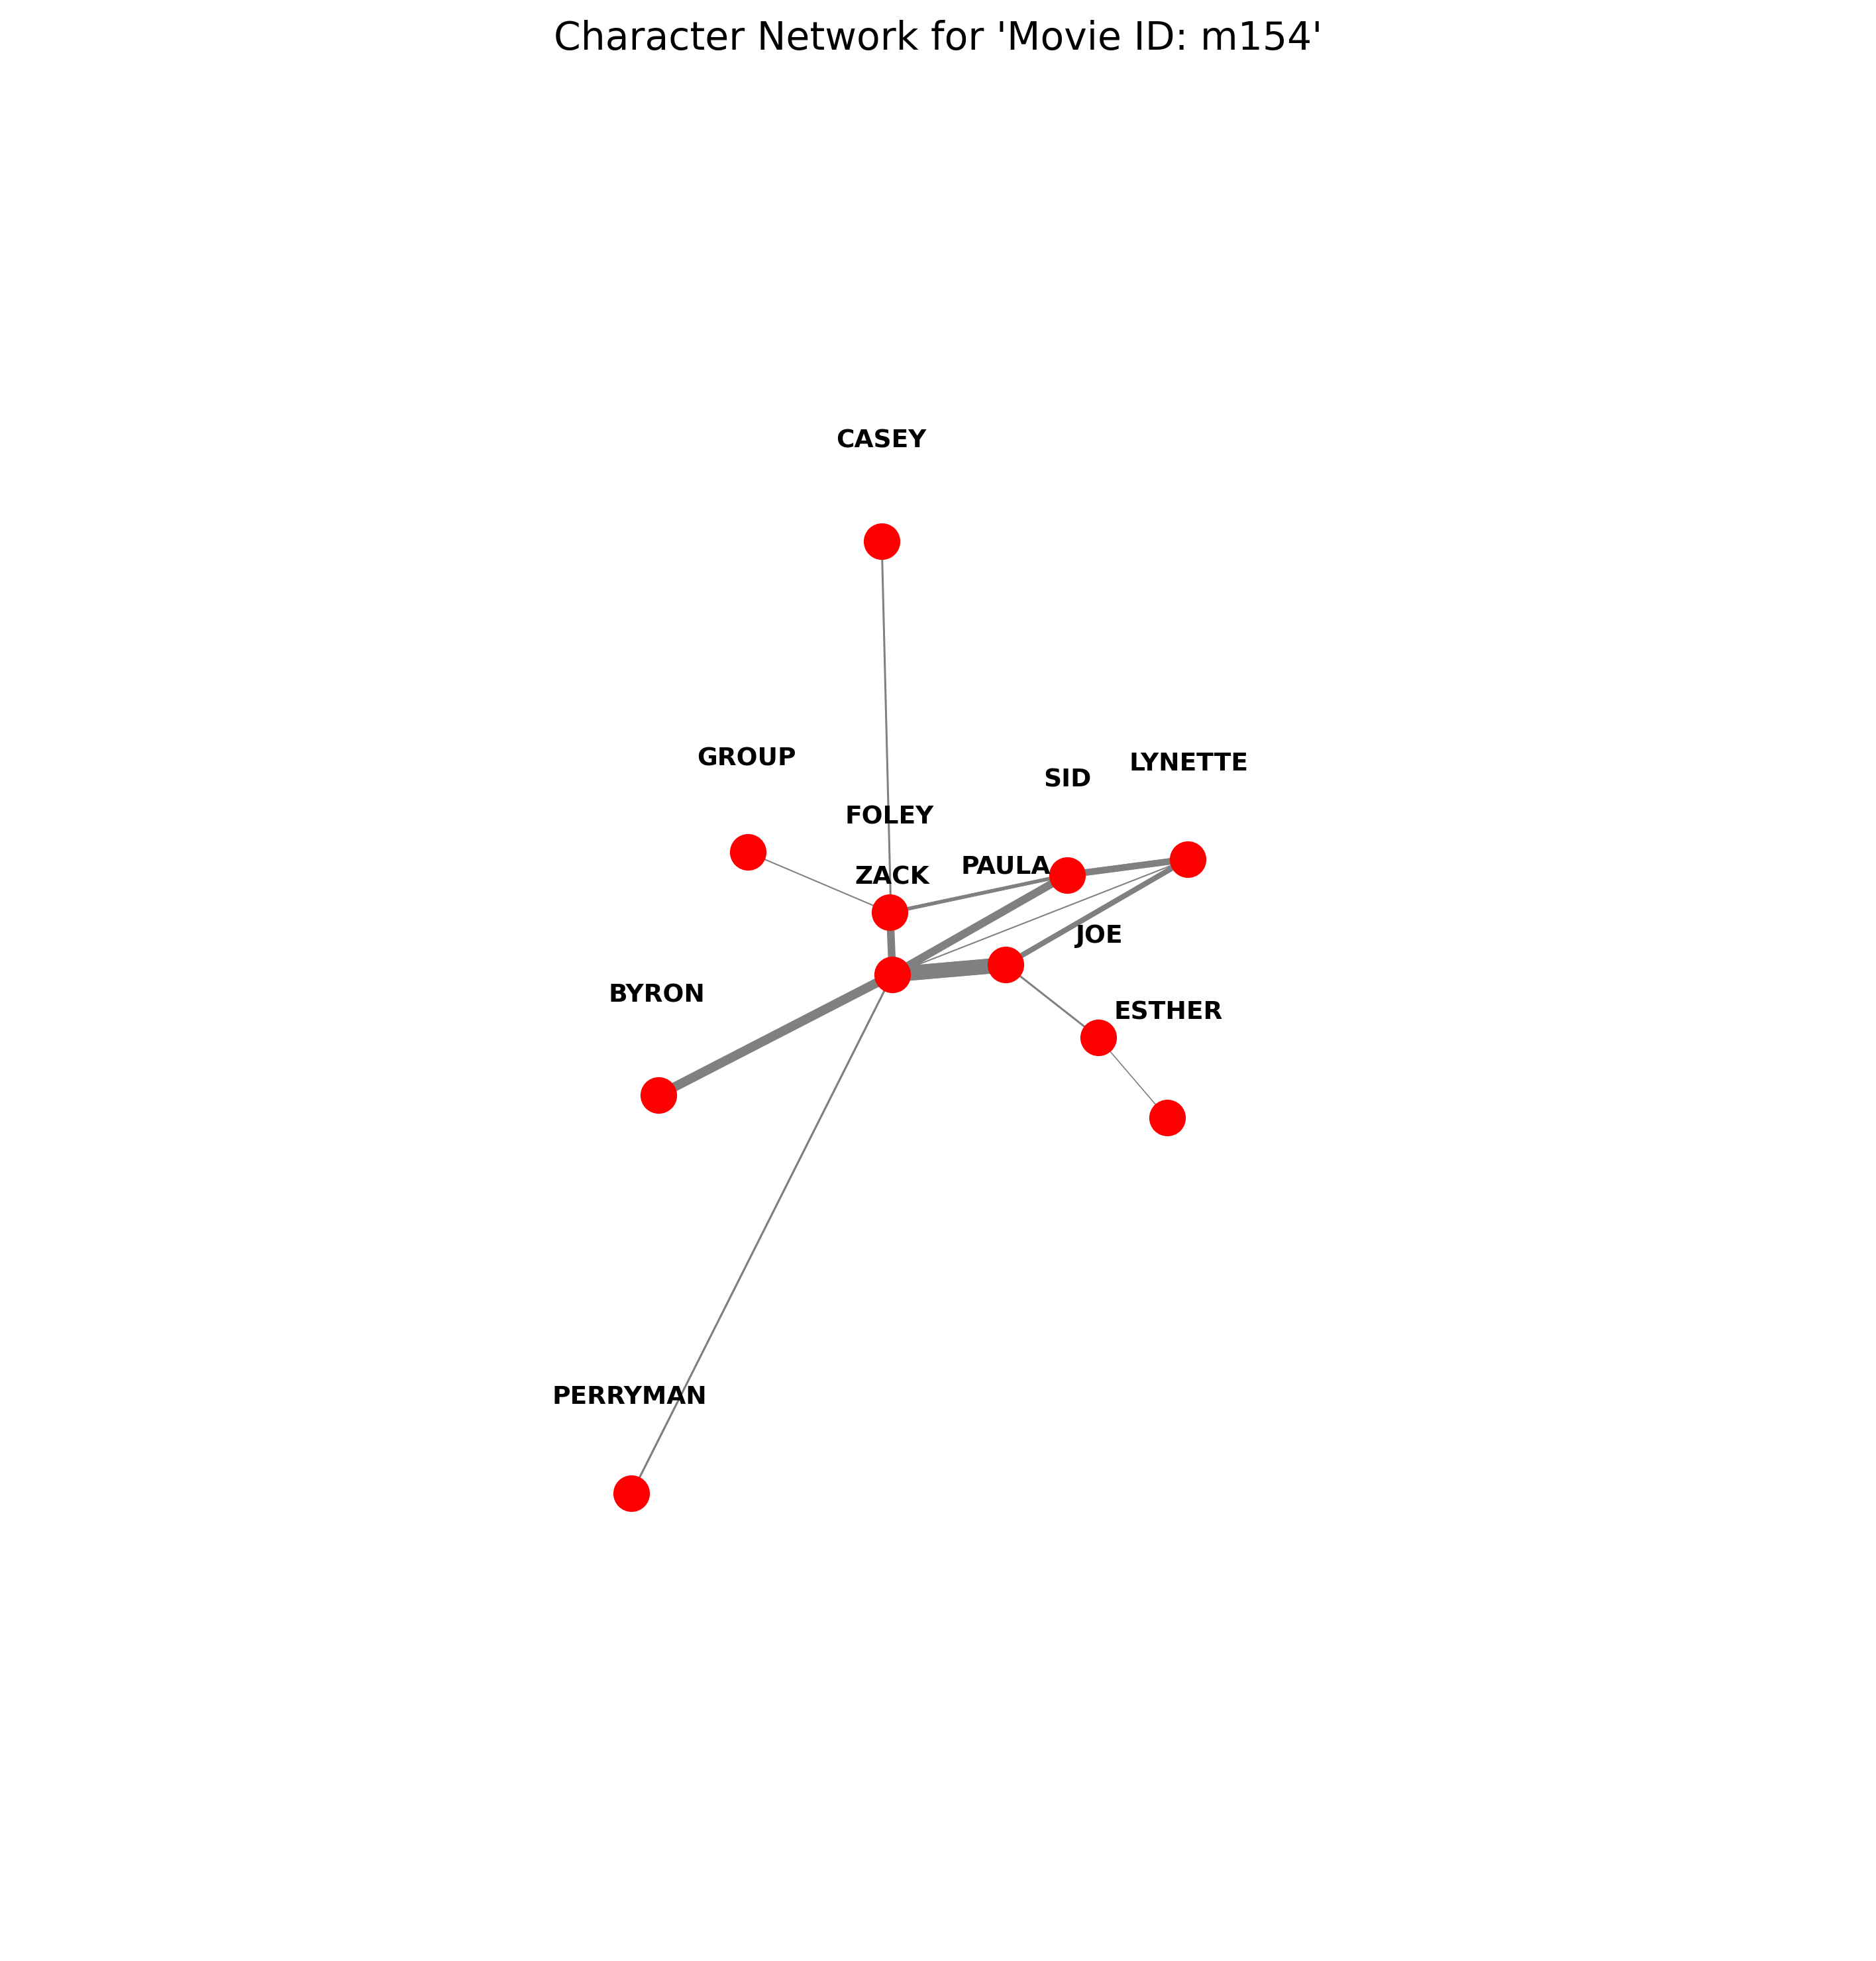 Character Network for 'Movie ID: m154'
CASEY
GROUP
LYNETTE
SID
FOLEY
PAULA
ZACK
JOE
BYRON
ESTHER
PERRYMAN